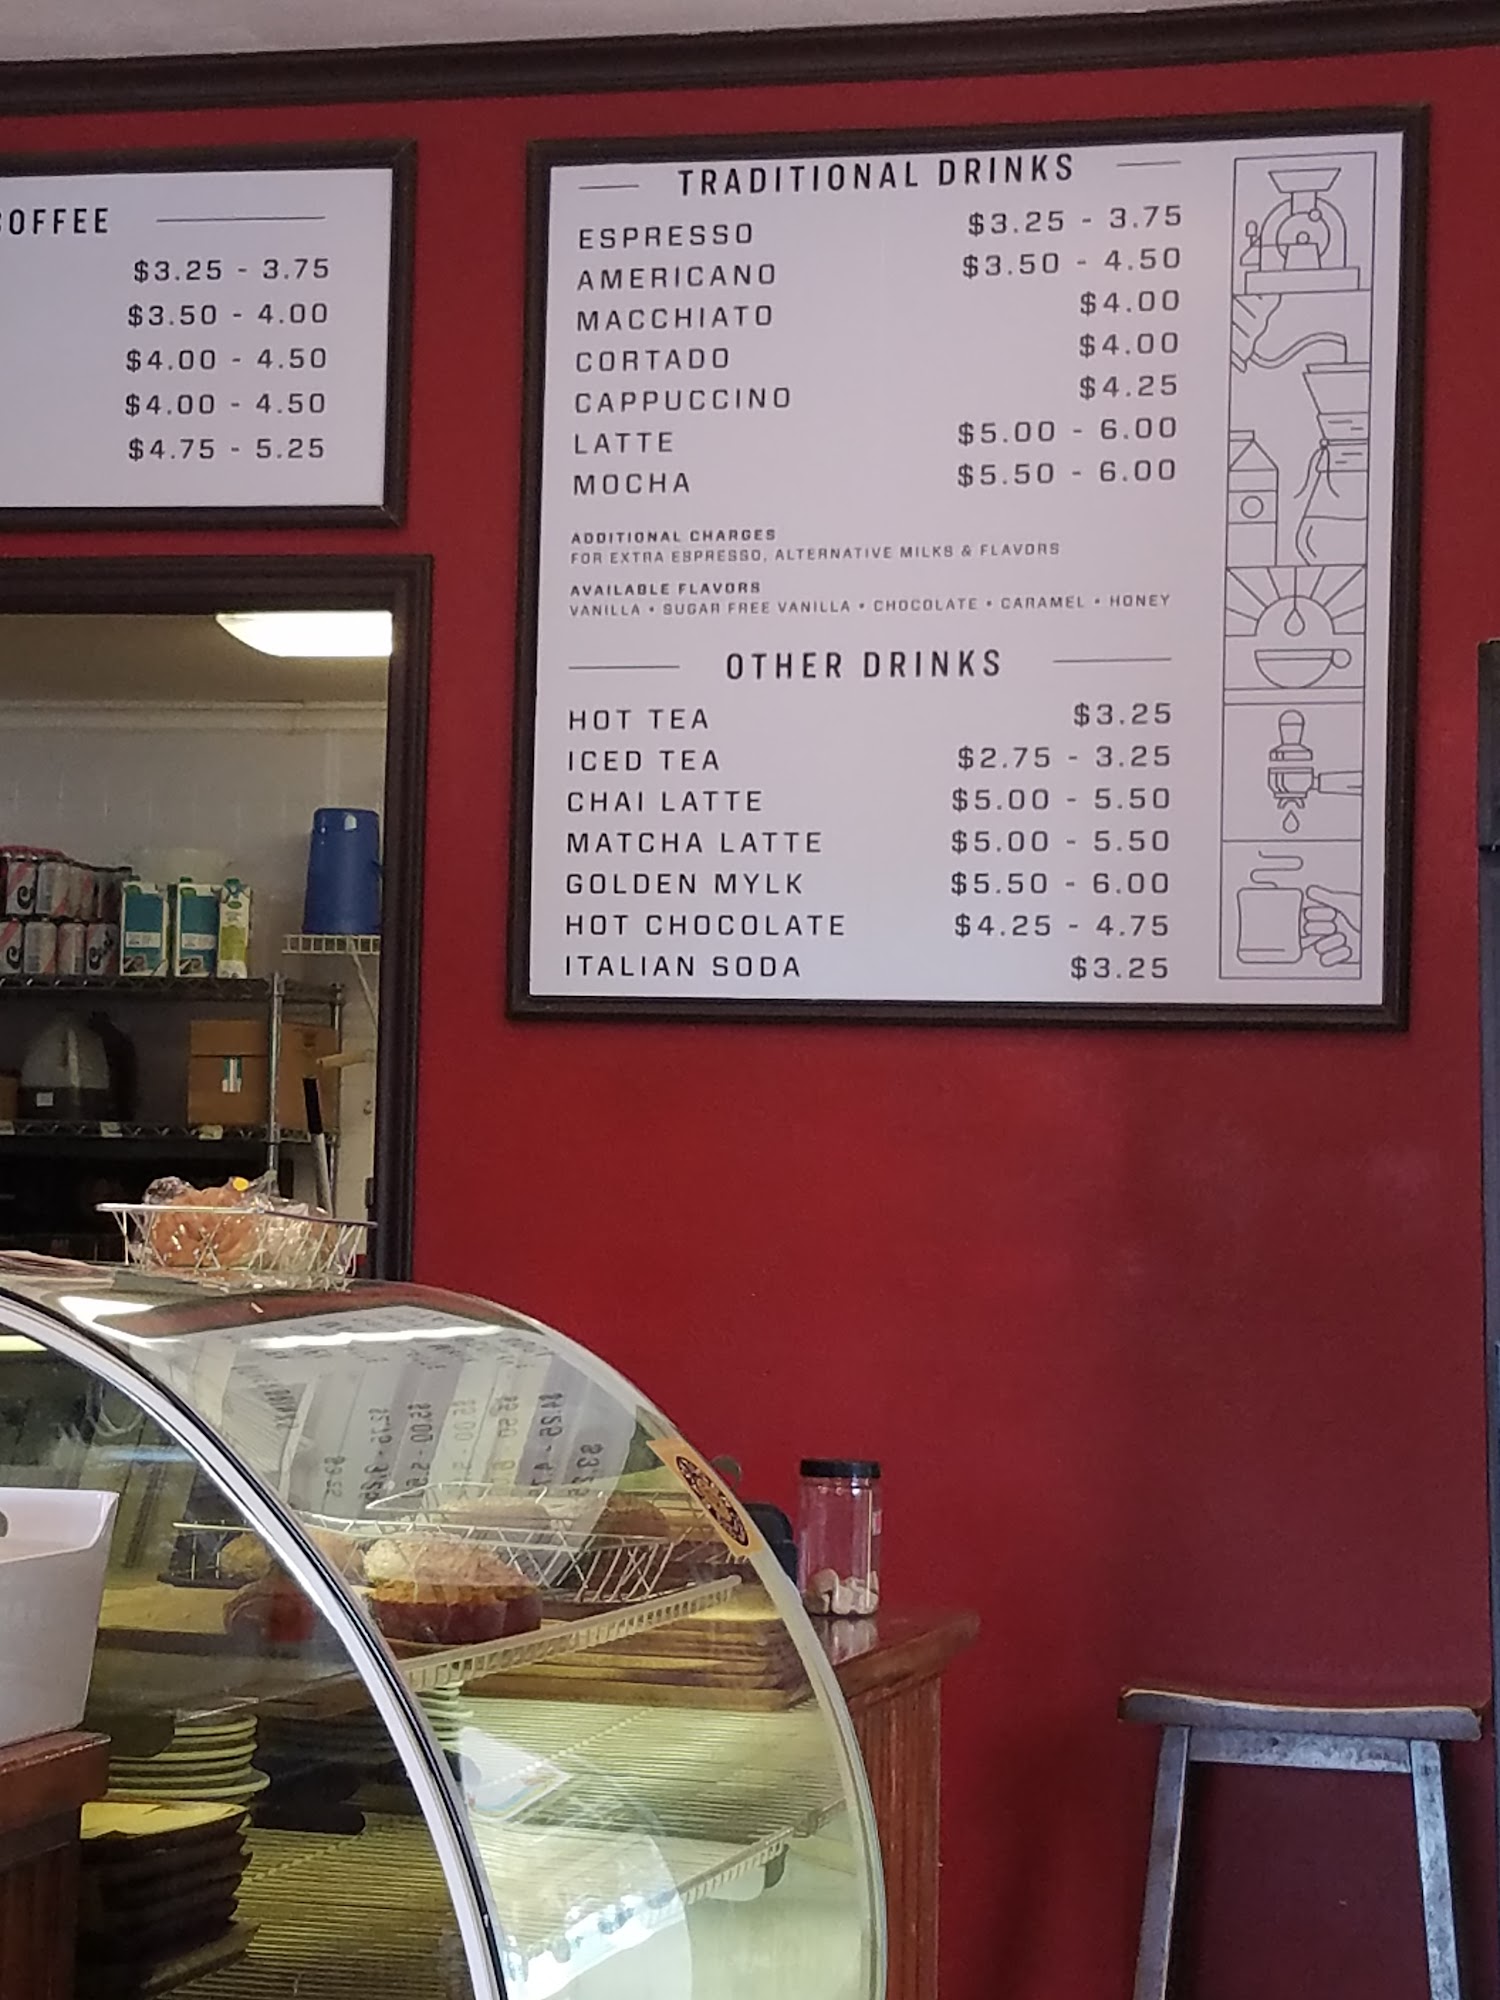 COFFEE
$3.25 - 3.75
$3.50 - 4.00
$4.00 - 4.50
$4.00 - 4.50
$4.75 - 5.25
TRADITIONAL DRINKS
ESPRESSO $3.25 - 3.75
AMERICANO $3.50 - 4.50
MACCHIATO $4.00
CORTADO $4.00
CAPPUCCINO $4.25
LATTE $5.00 - 6.00
MOCHA $5.50 - 6.00
ADDITIONAL CHARGES
FOR EXTRA ESPRESSO, ALTERNATIVE MILKS & FLAVORS
AVAILABLE FLAVORS
VANILLA • SUGAR FREE VANILLA • CHOCOLATE • CARAMEL • HONEY
OTHER DRINKS
HOT TEA $3.25
ICED TEA $2.75 - 3.25
CHAI LATTE $5.00 - 5.50
MATCHA LATTE $5.00 - 5.50
GOLDEN MYLK $5.50 - 6.00
HOT CHOCOLATE $4.25 - 4.75
ITALIAN SODA $3.25